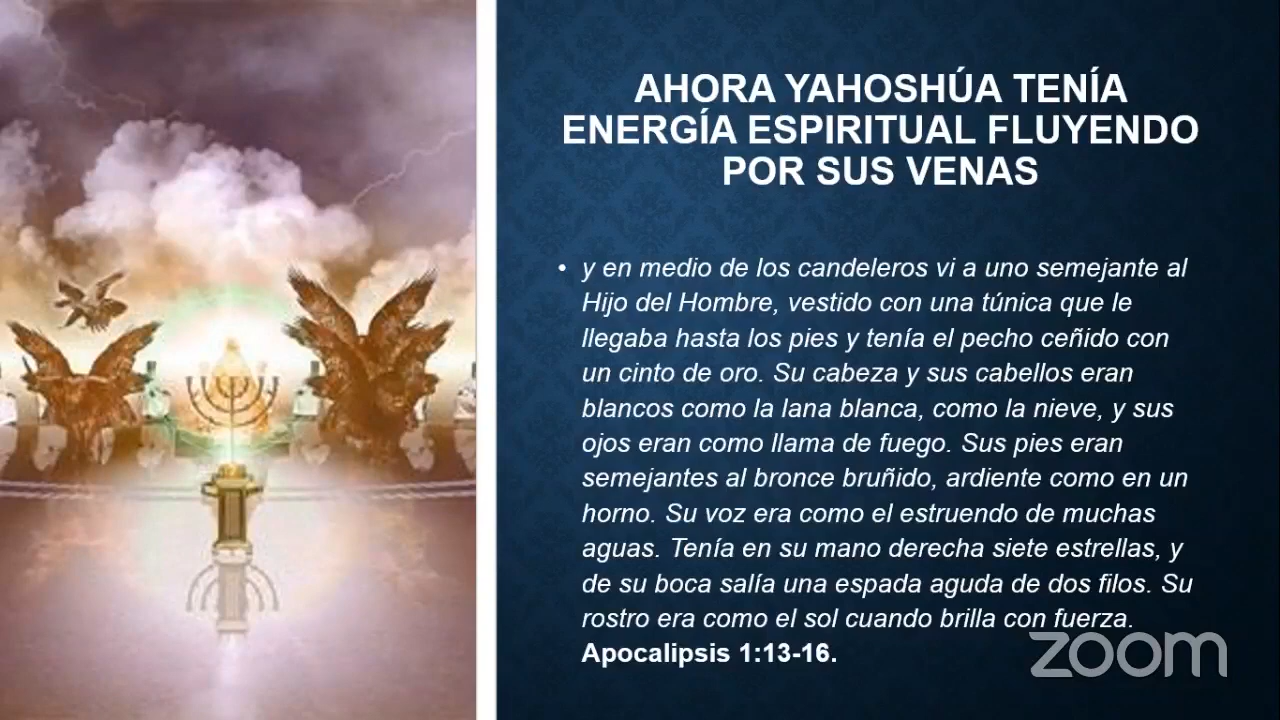 AHORA YAHOSHÚA TENÍA
ENERGÍA ESPIRITUAL FLUYENDO
POR SUS VENAS
• y en medio de los candeleros vi a uno semejante al
Hijo del Hombre, vestido con una túnica que le
llegaba hasta los pies y tenía el pecho ceñido con
un cinto de oro. Su cabeza y sus cabellos eran
blancos como la lana blanca, como la nieve, y sus
ojos eran como llama de fuego. Sus pies eran
semejantes al bronce bruñido, ardiente como en un
horno. Su voz era como el estruendo de muchas
aguas. Tenía en su mano derecha siete estrellas, y
de su boca salía una espada aguda de dos filos. Su
rostro era como el sol cuando brilla con fuerza.
Apocalipsis 1:13-16.
zoom